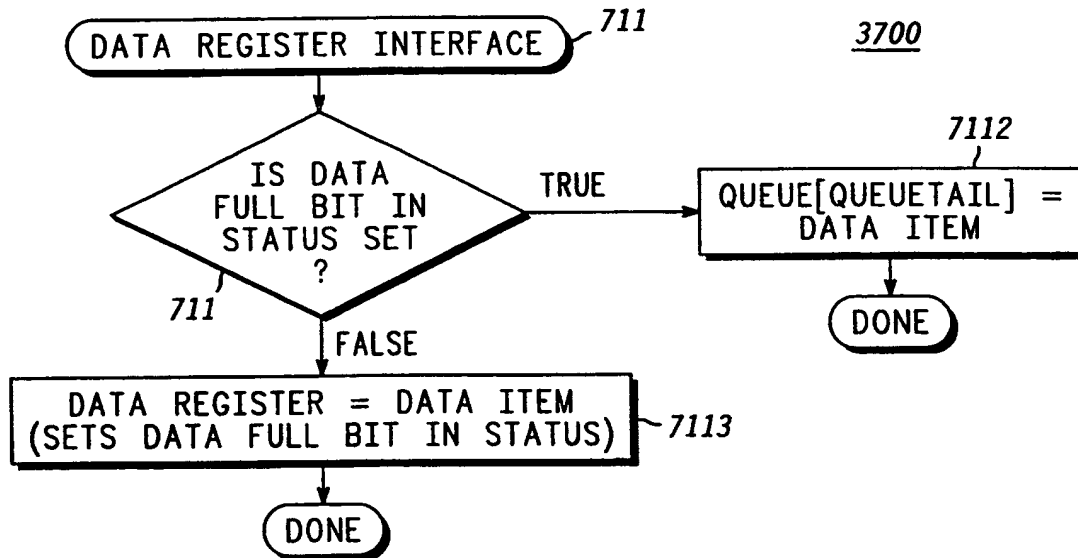 DATA REGISTER INTERFACE
711
3700
IS DATA
FULL BIT IN
STATUS SET
?
711
TRUE
7112
QUEUE[QUEUETAIL] =
DATA ITEM
DONE
FALSE
DATA REGISTER = DATA ITEM
(SETS DATA FULL BIT IN STATUS)
7113
DONE